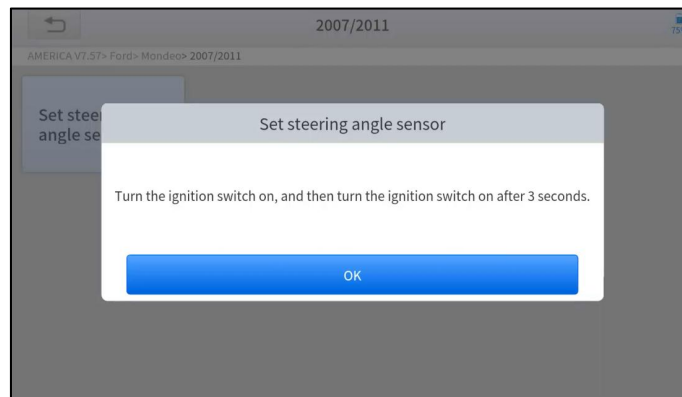 2007/2011
AMERICA V7.57> Ford> Mondeo> 2007/2011
Set steering angle sensor
Turn the ignition switch on, and then turn the ignition switch on after 3 seconds.
OK
Set stee
angle se